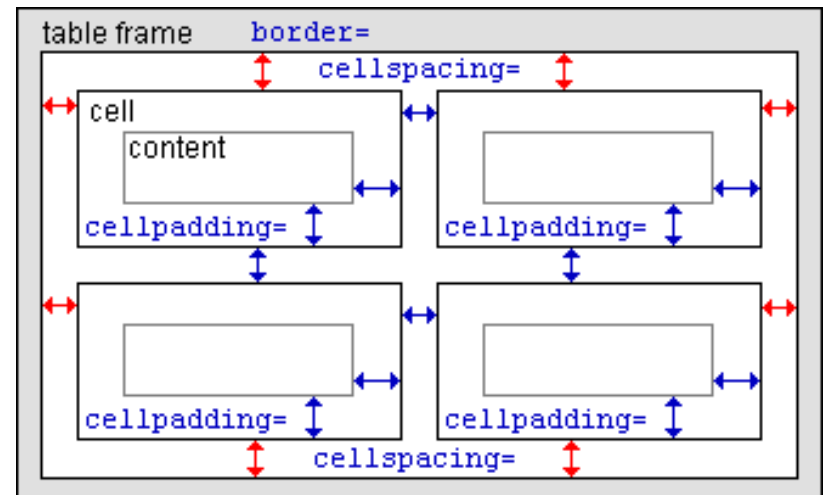 table frame border=
cellspacing=
cell
content
cellpadding= cellpadding=
cellpadding= cellpadding=
cellspacing=